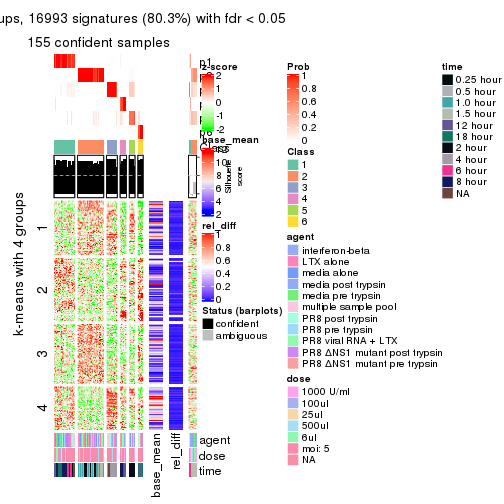 ups, 16993 signatures (80.3%) with fdr < 0.05
155 confident samples
p1
z-score
2
1
0
-1
-2
base_mean
10
8
6
4
2
Silhouette
score
rel_diff
1
0.8
0.6
0.4
0.2
0
Status (barplots)
confident
ambiguous
k-means with 4 groups
1
2
3
4
agent
dose
time
base_mean
rel_diff
Prob
1
0.8
0.6
0.4
0.2
0
Class
1
2
3
4
5
6
agent
interferon-beta
LTX alone
media alone
media post trypsin
media pre trypsin
multiple sample pool
PR8 post trypsin
PR8 pre trypsin
PR8 viral RNA + LTX
PR8 ΔNS1 mutant post trypsin
PR8 ΔNS1 mutant pre trypsin
dose
1000 U/ml
100ul
25ul
500ul
6ul
moi: 5
NA
time
0.25 hour
0.5 hour
1.0 hour
1.5 hour
12 hour
18 hour
2 hour
4 hour
6 hour
8 hour
NA